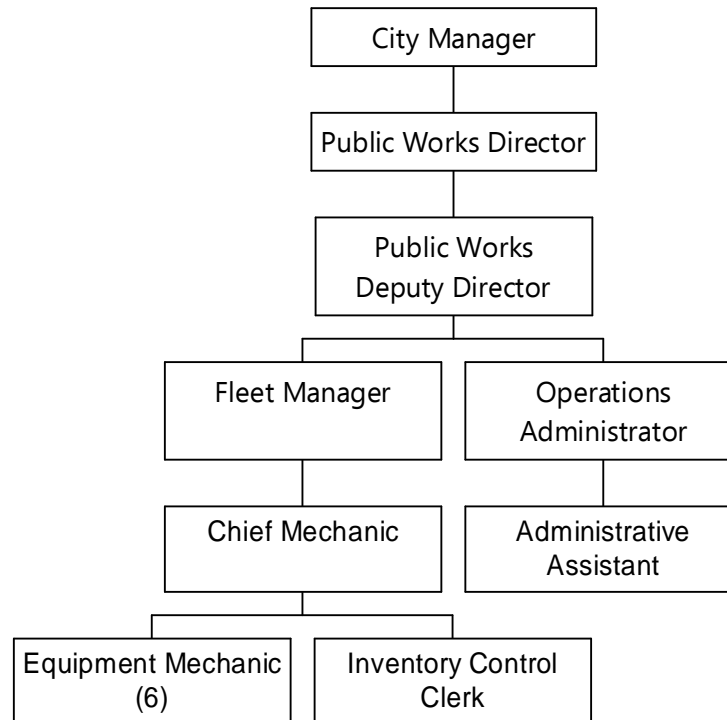 City Manager
Public Works Director
Public Works
Deputy Director
Fleet Manager
Operations
Administrator
Chief Mechanic
Administrative
Assistant
Equipment Mechanic
(6)
Inventory Control
Clerk